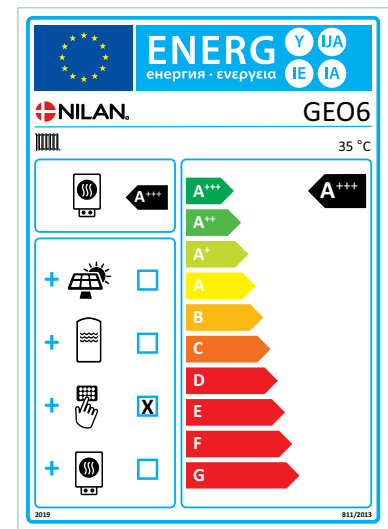 ENERG Y IJA
енергия · ενεργεια IE IA
NILAN® GEO6
35 °C
A+++
A+++ A+++
A++
A+
A
B
C
D
E
F
G
+
+
+ X
+
2019 811/2013